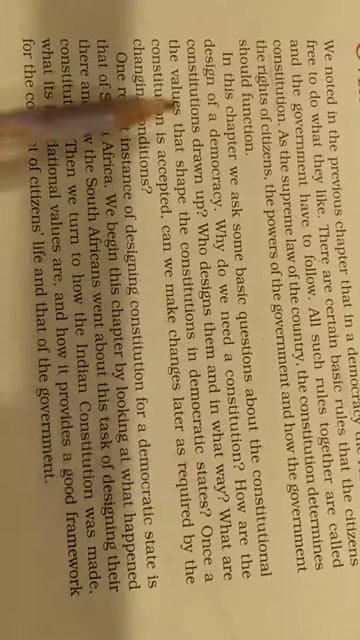 We noted in the previous chapter that in a democracy
free to do what they like. There are certain basic rules that the citizens
and the government have to follow. All such rules together are called
constitution. As the supreme law of the country, the constitution determines
the rights of citizens, the powers of the government and how the government
should function.
In this chapter we ask some basic questions about the constitutional
design of a democracy. Why do we need a constitution? How are the
constitutions drawn up? Who designs them and in what way? What are
the values that shape the constitutions in democratic states? Once a
constitution is accepted, can we make changes later as required by the
changing conditions?
One instance of designing constitution for a democratic state is
that of Africa. We begin this chapter by looking at what happened
there an the South Africans went about this task of designing their
constitut Then we turn to how the Indian Constitution was made,
what its dational values are, and how it provides a good framework
for the co of citizens' life and that of the government.